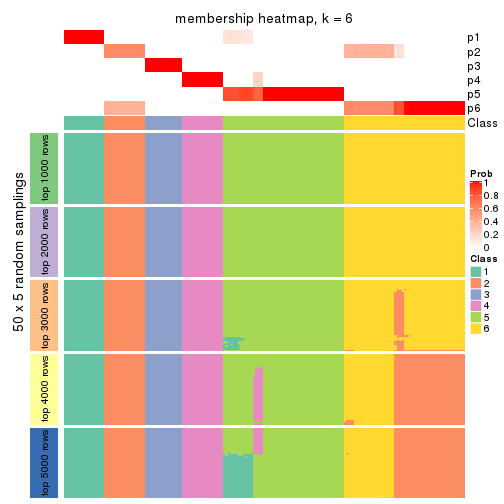 membership heatmap, k = 6
p1
p2
p3
p4
p5
p6
Class
50 x 5 random samplings
top 1000 rows
top 2000 rows
top 3000 rows
top 4000 rows
top 5000 rows
Prob
1
0.8
0.6
0.4
0.2
0
Class
1
2
3
4
5
6